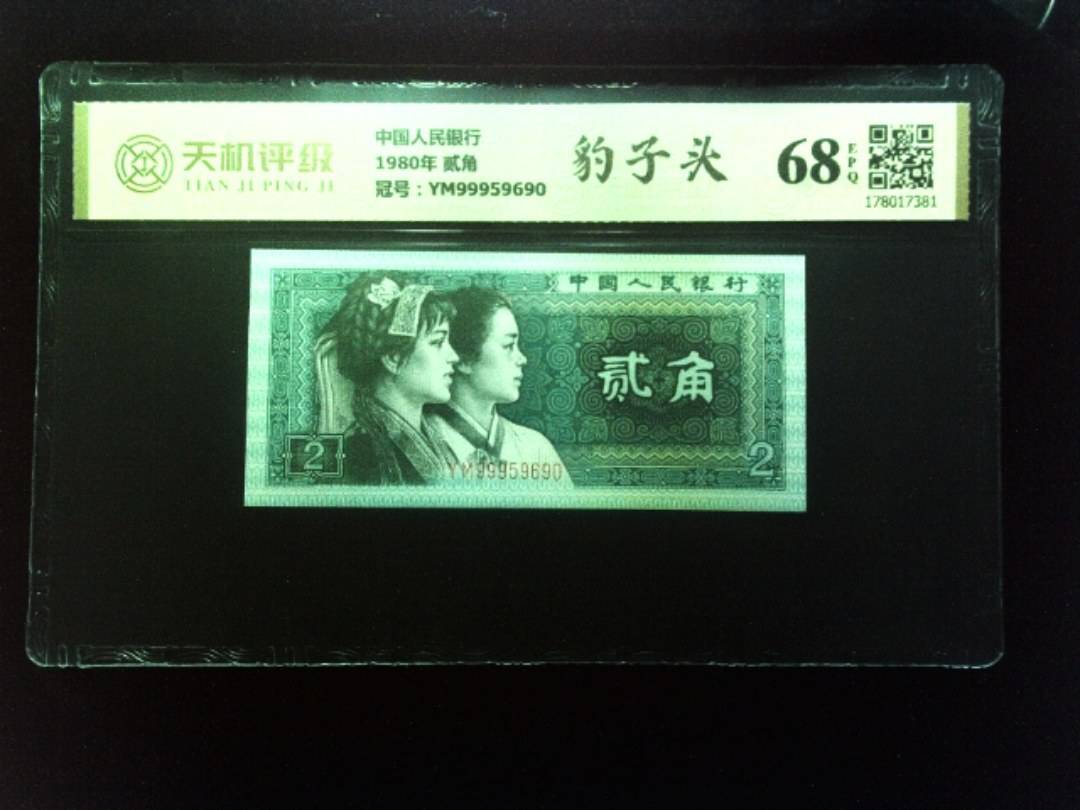 天机评级
TIAN JI PING JI
中国人民银行
1980年 贰角
冠号：YM99959690
豹子头
68
EPQ
178017381
中国人民银行
贰角
2
2
YM99959690